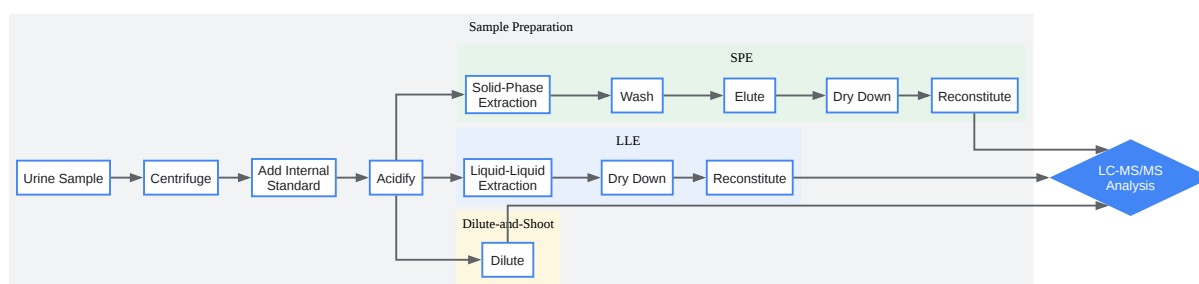 Sample Preparation
SPE
Solid-Phase
Extraction
Wash
Elute
Dry Down
Reconstitute
LLE
Urine Sample
Centrifuge
Add Internal
Standard
Acidify
Liquid-Liquid
Extraction
Dry Down
Reconstitute
LC-MS/MS
Analysis
Dilute-and-Shoot
Dilute